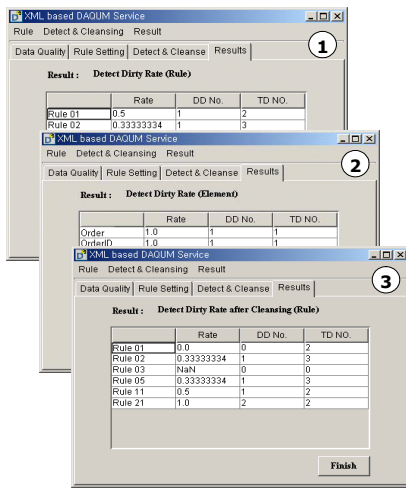 XML based DAQUM Service
Rule Detect & Cleansing Result
Data Quality Rule Setting Detect & Cleanse Results
1
Result : Detect Dirty Rate (Rule)
Rate DD No. TD NO.
Rule 01 0.5 1 2
Rule 02 0.33333334 1 3
XML based DAQUM Service
Rule Detect & Cleansing Result
Data Quality Rule Setting Detect & Cleanse Results
2
Result : Detect Dirty Rate (Element)
Rate DD No. TD NO.
Order 1.0 1 1
OrderID 1.0 1 1
XML based DAQUM Service
Rule Detect & Cleansing Result
Data Quality Rule Setting Detect & Cleanse Results
3
Result : Detect Dirty Rate after Cleansing (Rule)
Rate DD No. TD NO.
Rule 01 0.0 0 2
Rule 02 0.33333334 1 3
Rule 03 NaN 0 0
Rule 05 0.33333334 1 3
Rule 11 0.5 1 2
Rule 21 1.0 2 2
Finish